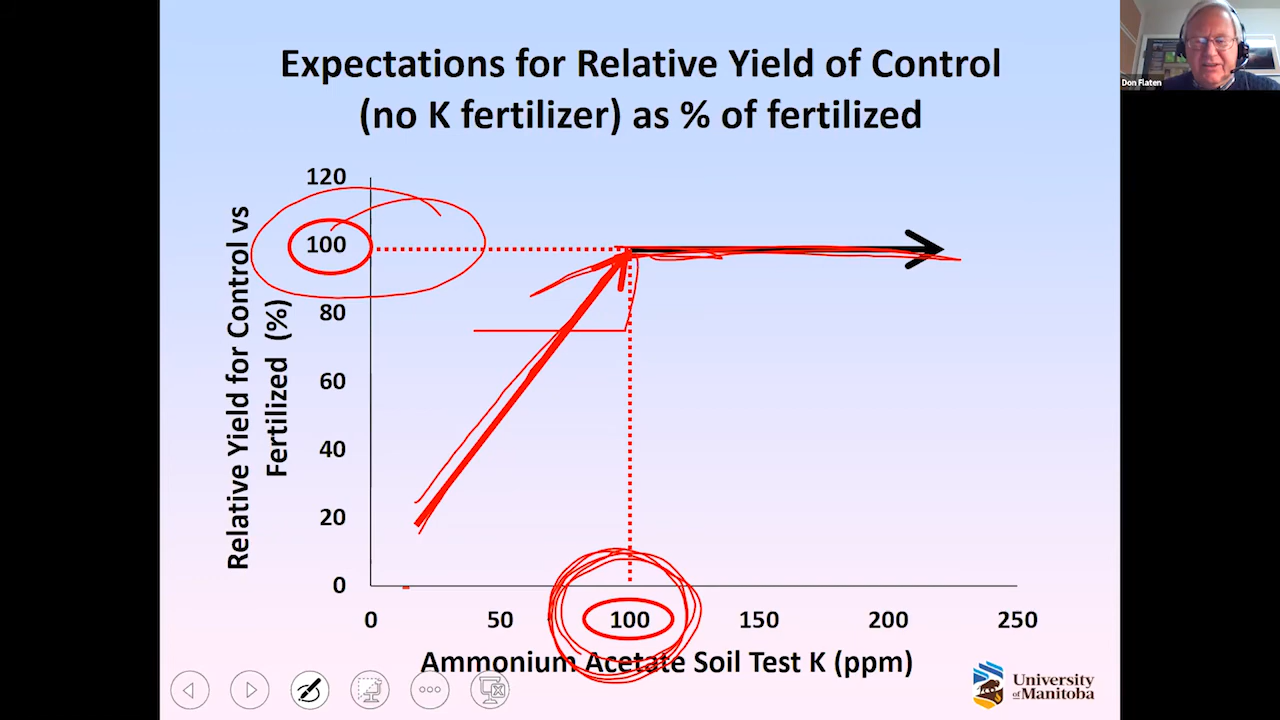 Expectations for Relative Yield of Control
(no K fertilizer) as % of fertilized
Don Flaten
Relative Yield for Control vs
Fertilized (%)
120
100
80
60
40
20
0
0 50 100 150 200 250
Ammonium Acetate Soil Test K (ppm)
University
of Manitoba